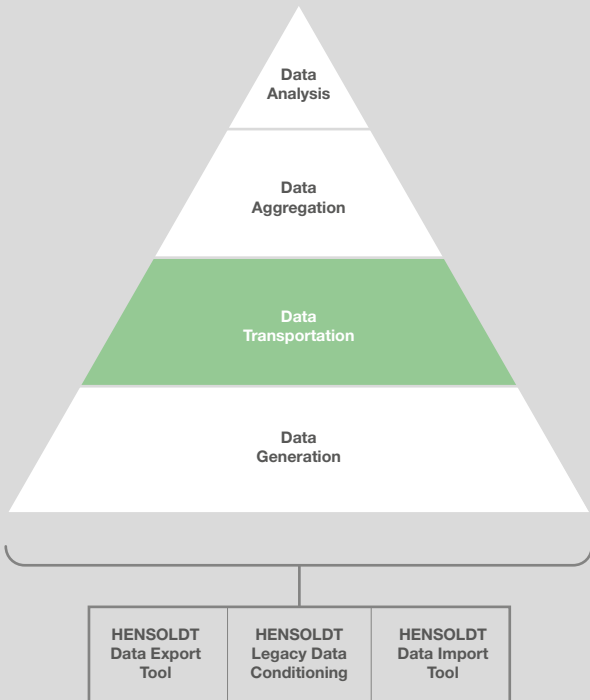 Data
Analysis
Data
Aggregation
Data
Transportation
Data
Generation
HENSOLDT
Data Export
Tool
HENSOLDT
Legacy Data
Conditioning
HENSOLDT
Data Import
Tool